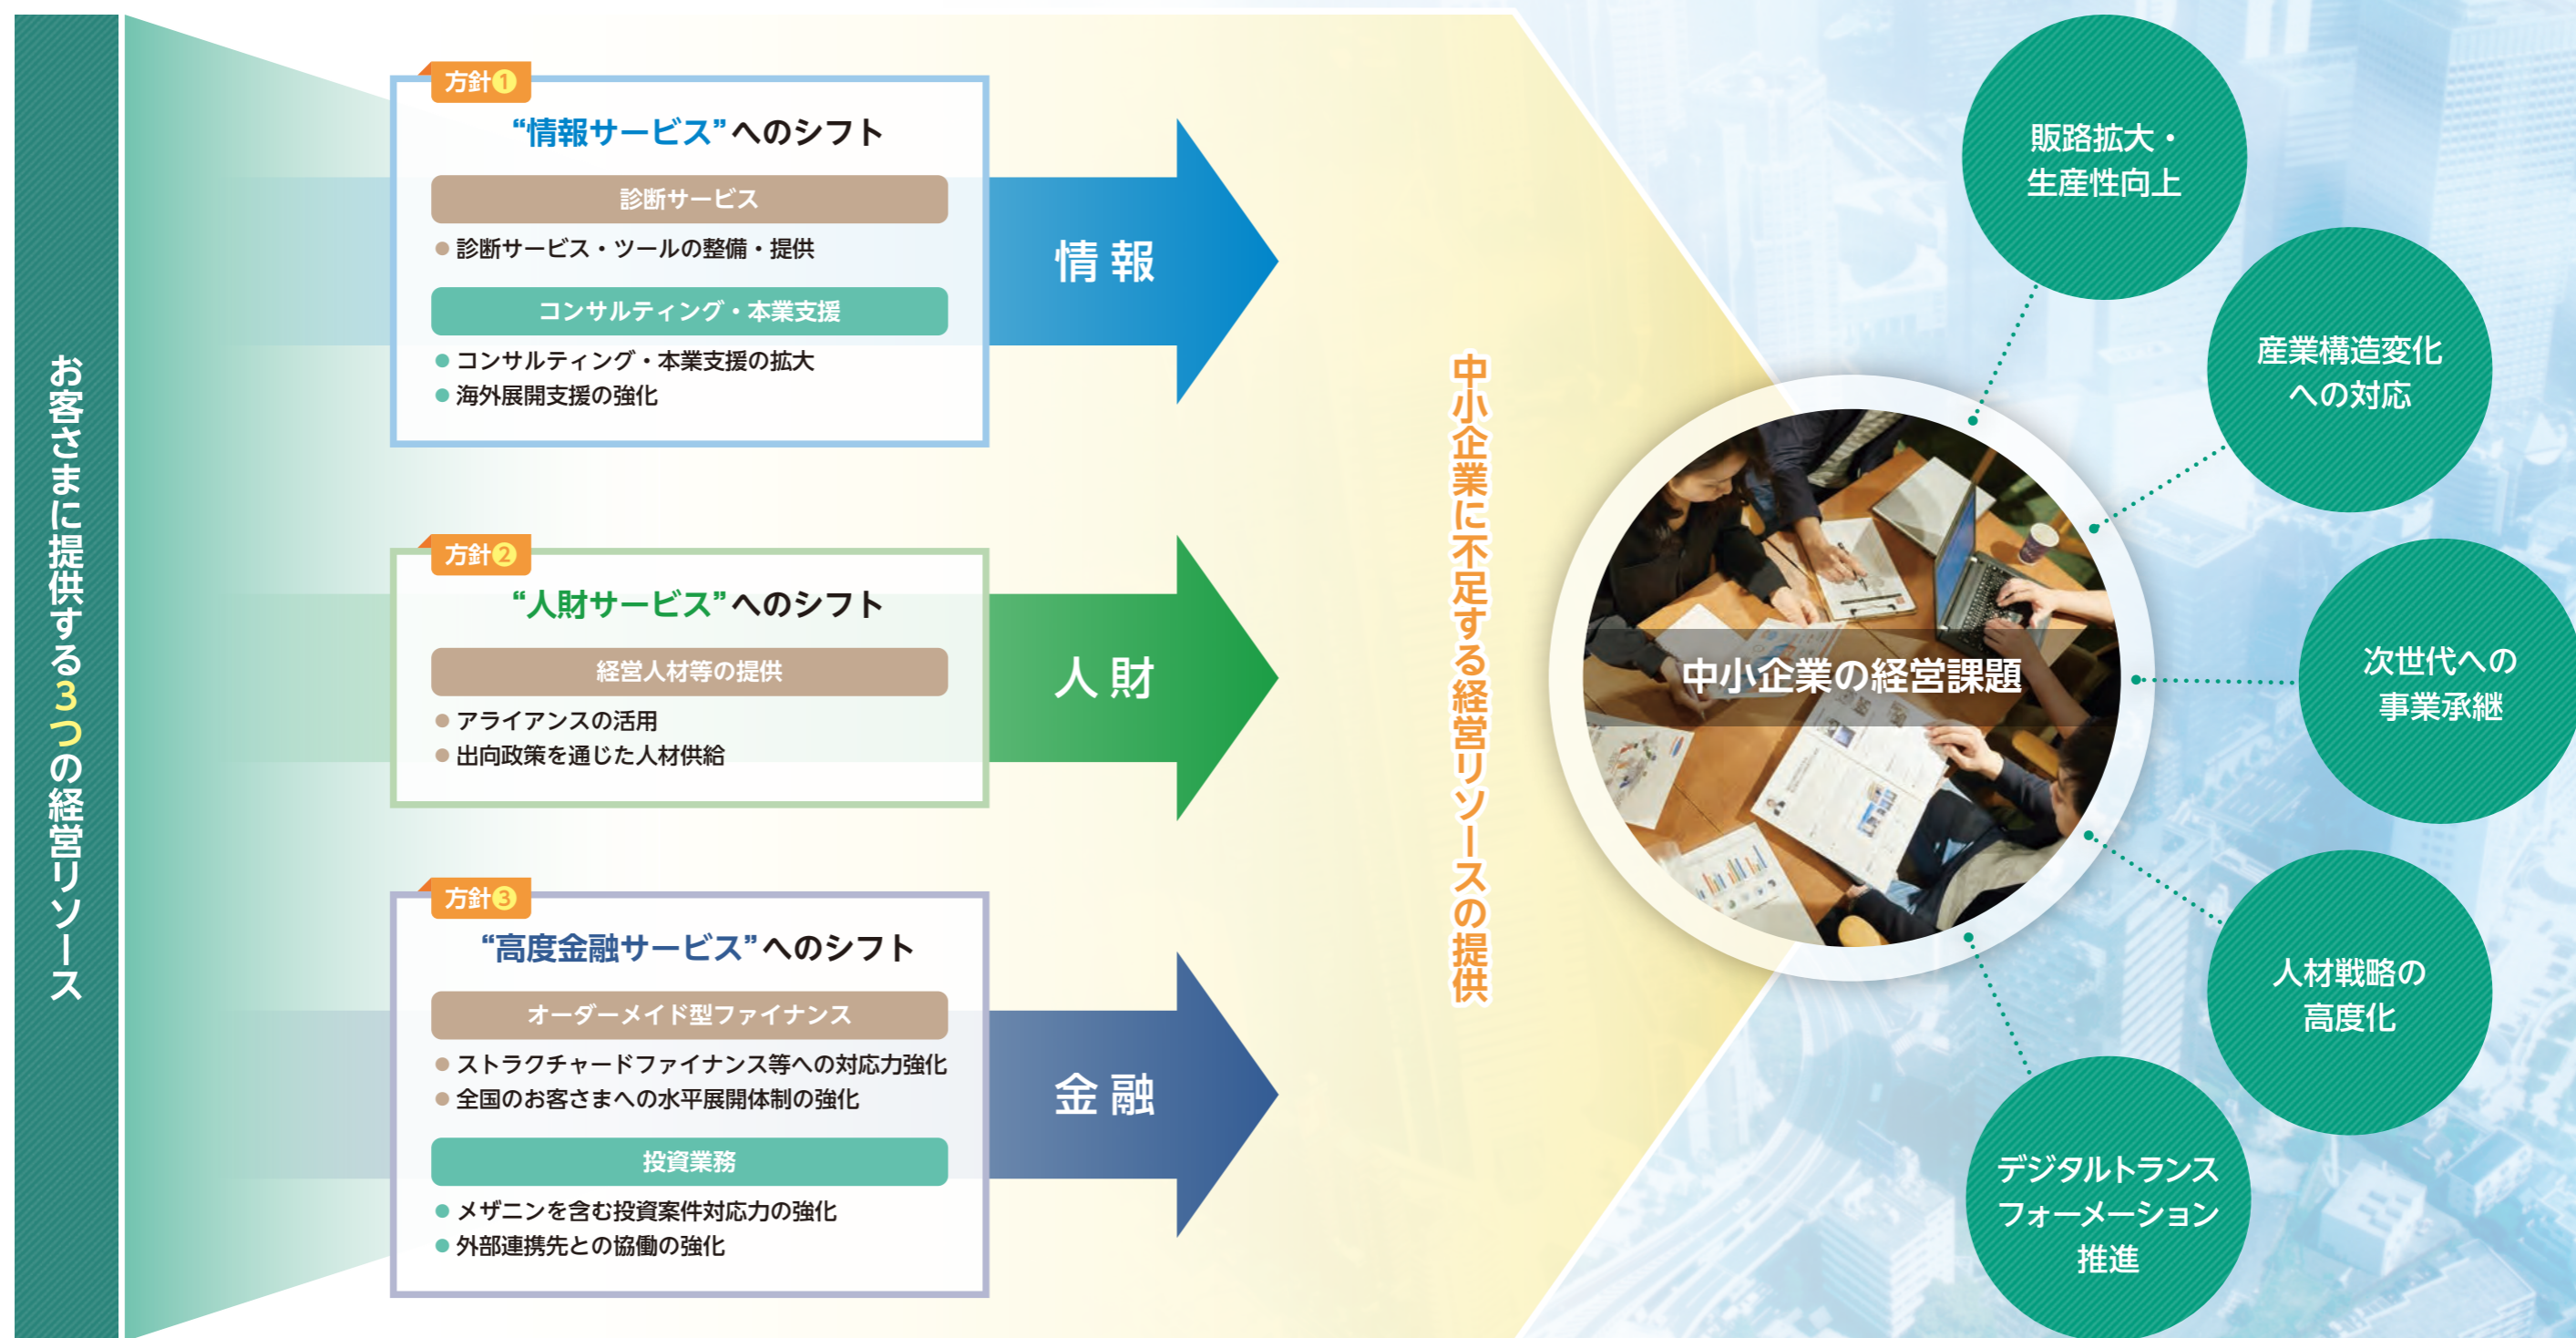 お客さまに提供する3つの経営リソース
方針❶
“情報サービス”へのシフト
診断サービス
● 診断サービス・ツールの整備・提供
コンサルティング・本業支援
● コンサルティング・本業支援の拡大
● 海外展開支援の強化
情報
方針❷
“人財サービス”へのシフト
経営人材等の提供
● アライアンスの活用
● 出向政策を通じた人材供給
人財
方針❸
“高度金融サービス”へのシフト
オーダーメイド型ファイナンス
● ストラクチャードファイナンス等への対応力強化
● 全国のお客さまへの水平展開体制の強化
投資業務
● メザニンを含む投資案件対応力の強化
● 外部連携先との協働の強化
金融
中小企業に不足する経営リソースの提供
中小企業の経営課題
販路拡大・
生産性向上
産業構造変化
への対応
次世代への
事業承継
人材戦略の
高度化
デジタルトランス
フォーメーション
推進